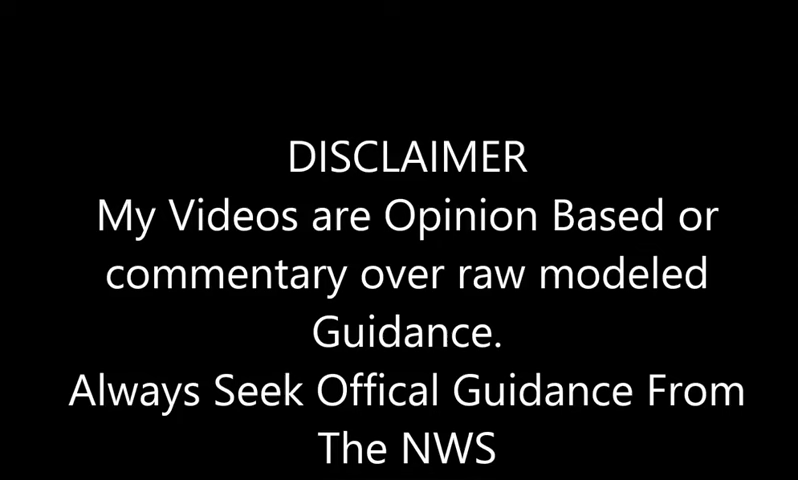 DISCLAIMER
My Videos are Opinion Based or
commentary over raw modeled
Guidance.
Always Seek Offical Guidance From
The NWS